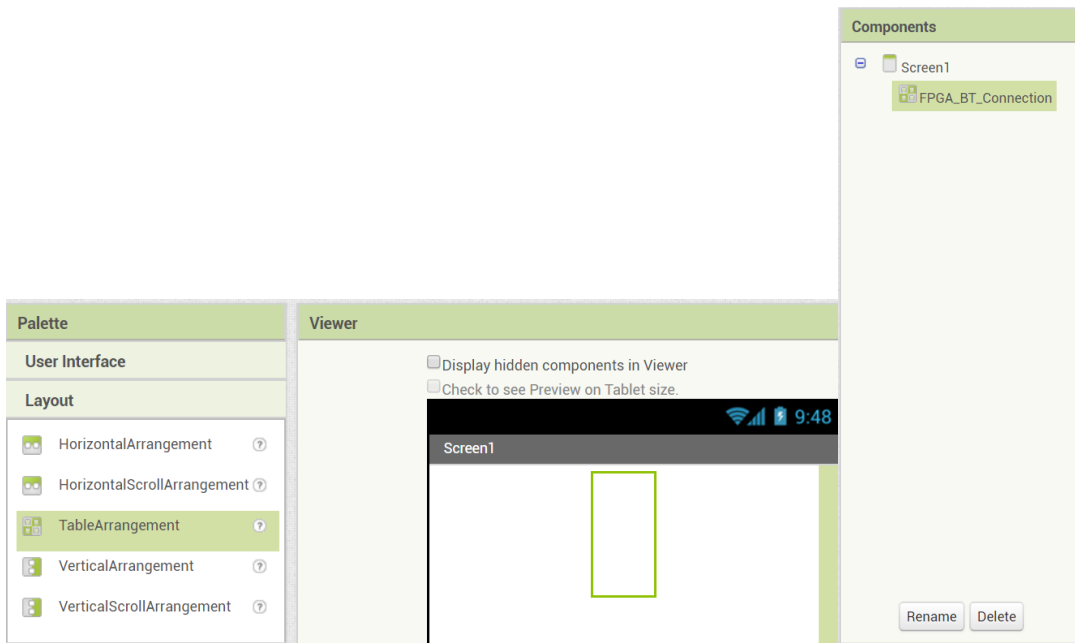 Components
Screen1
FPGA_BT_Connection
Palette
User Interface
Layout
HorizontalArrangement ?
HorizontalScrollArrangement ?
TableArrangement ?
VerticalArrangement ?
VerticalScrollArrangement ?
Viewer
Display hidden components in Viewer
Check to see Preview on Tablet size.
9:48
Screen1
Rename Delete